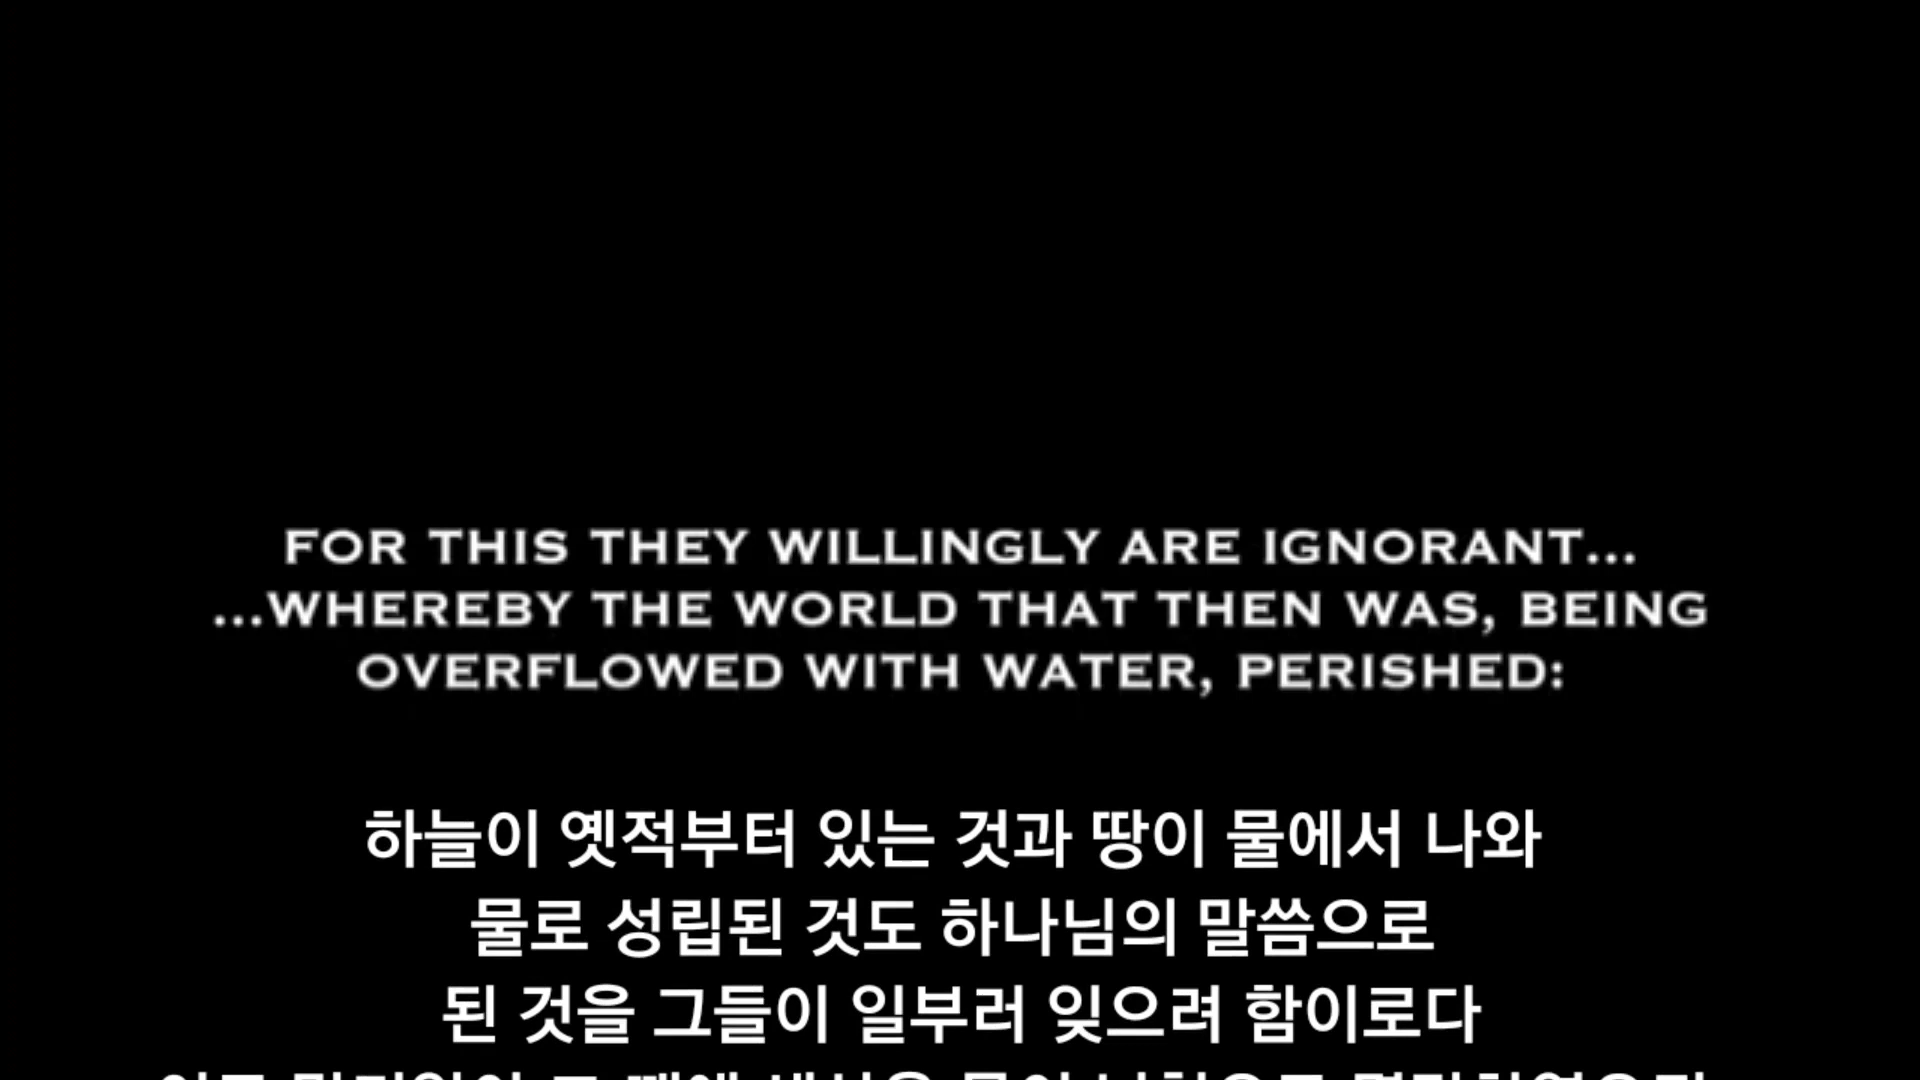 FOR THIS THEY WILLINGLY ARE IGNORANT...
...WHEREBY THE WORLD THAT THEN WAS, BEING
OVERFLOWED WITH WATER, PERISHED:
하늘이 옛적부터 있는 것과 땅이 물에서 나와
물로 성립된 것도 하나님의 말씀으로
된 것을 그들이 일부러 잊으려 함이로다